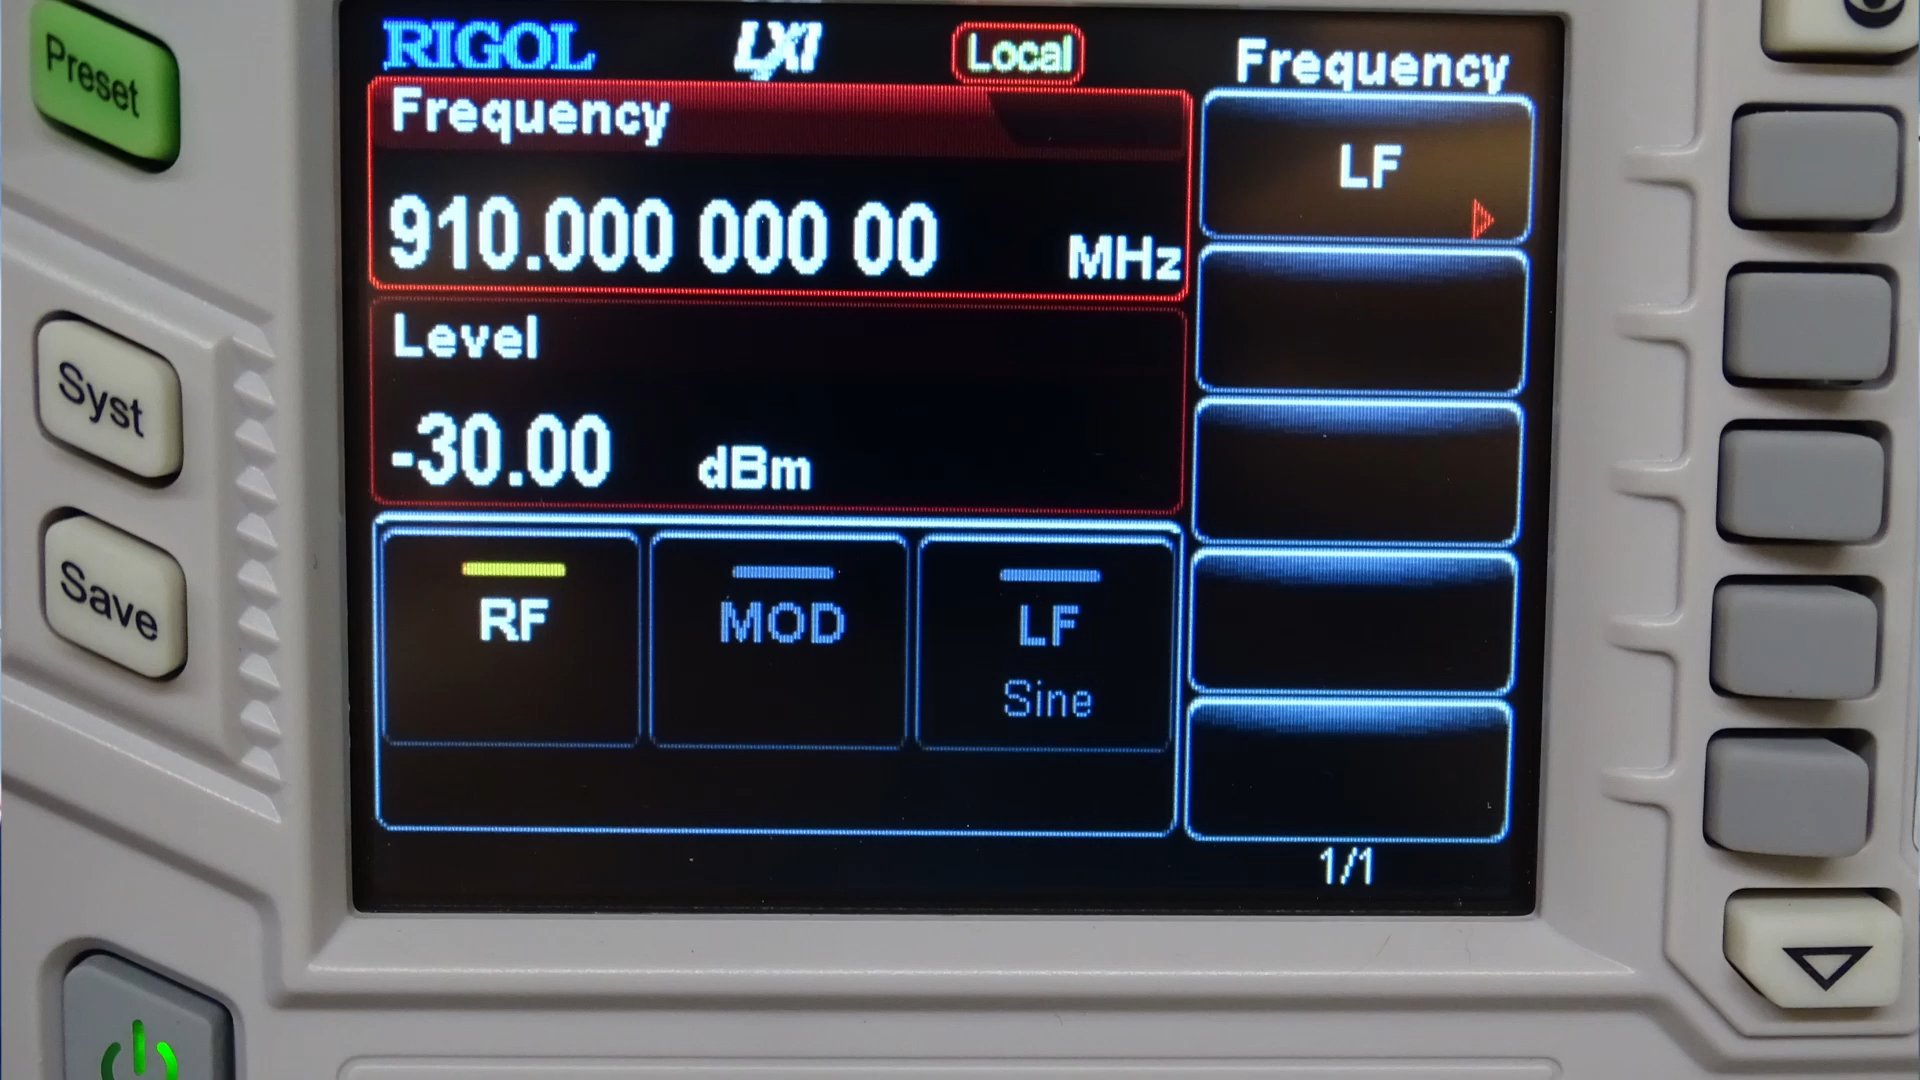 Preset
Syst
Save
RIGOL LXI Local
Frequency
910.000 000 00 MHz
Level
-30.00 dBm
RF
MOD
LF
Sine
Frequency
LF
1/1